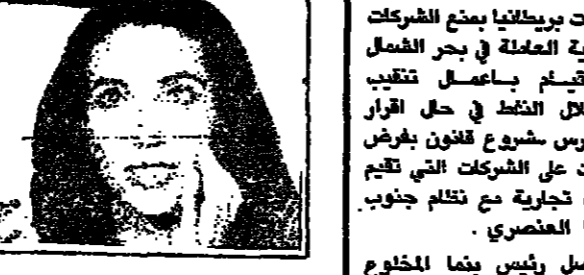 ت بريطانيا بمنع الشركات
ية العاملة في بحر الشمال
قيام باعمال تنقيب
لال النفط في حال اقرار
رس مشروع قانون بفرض
ت على الشركات التي تقيم
تجارية مع نظام جنوب
ا العنصري .
رئيس بنما المخلوع